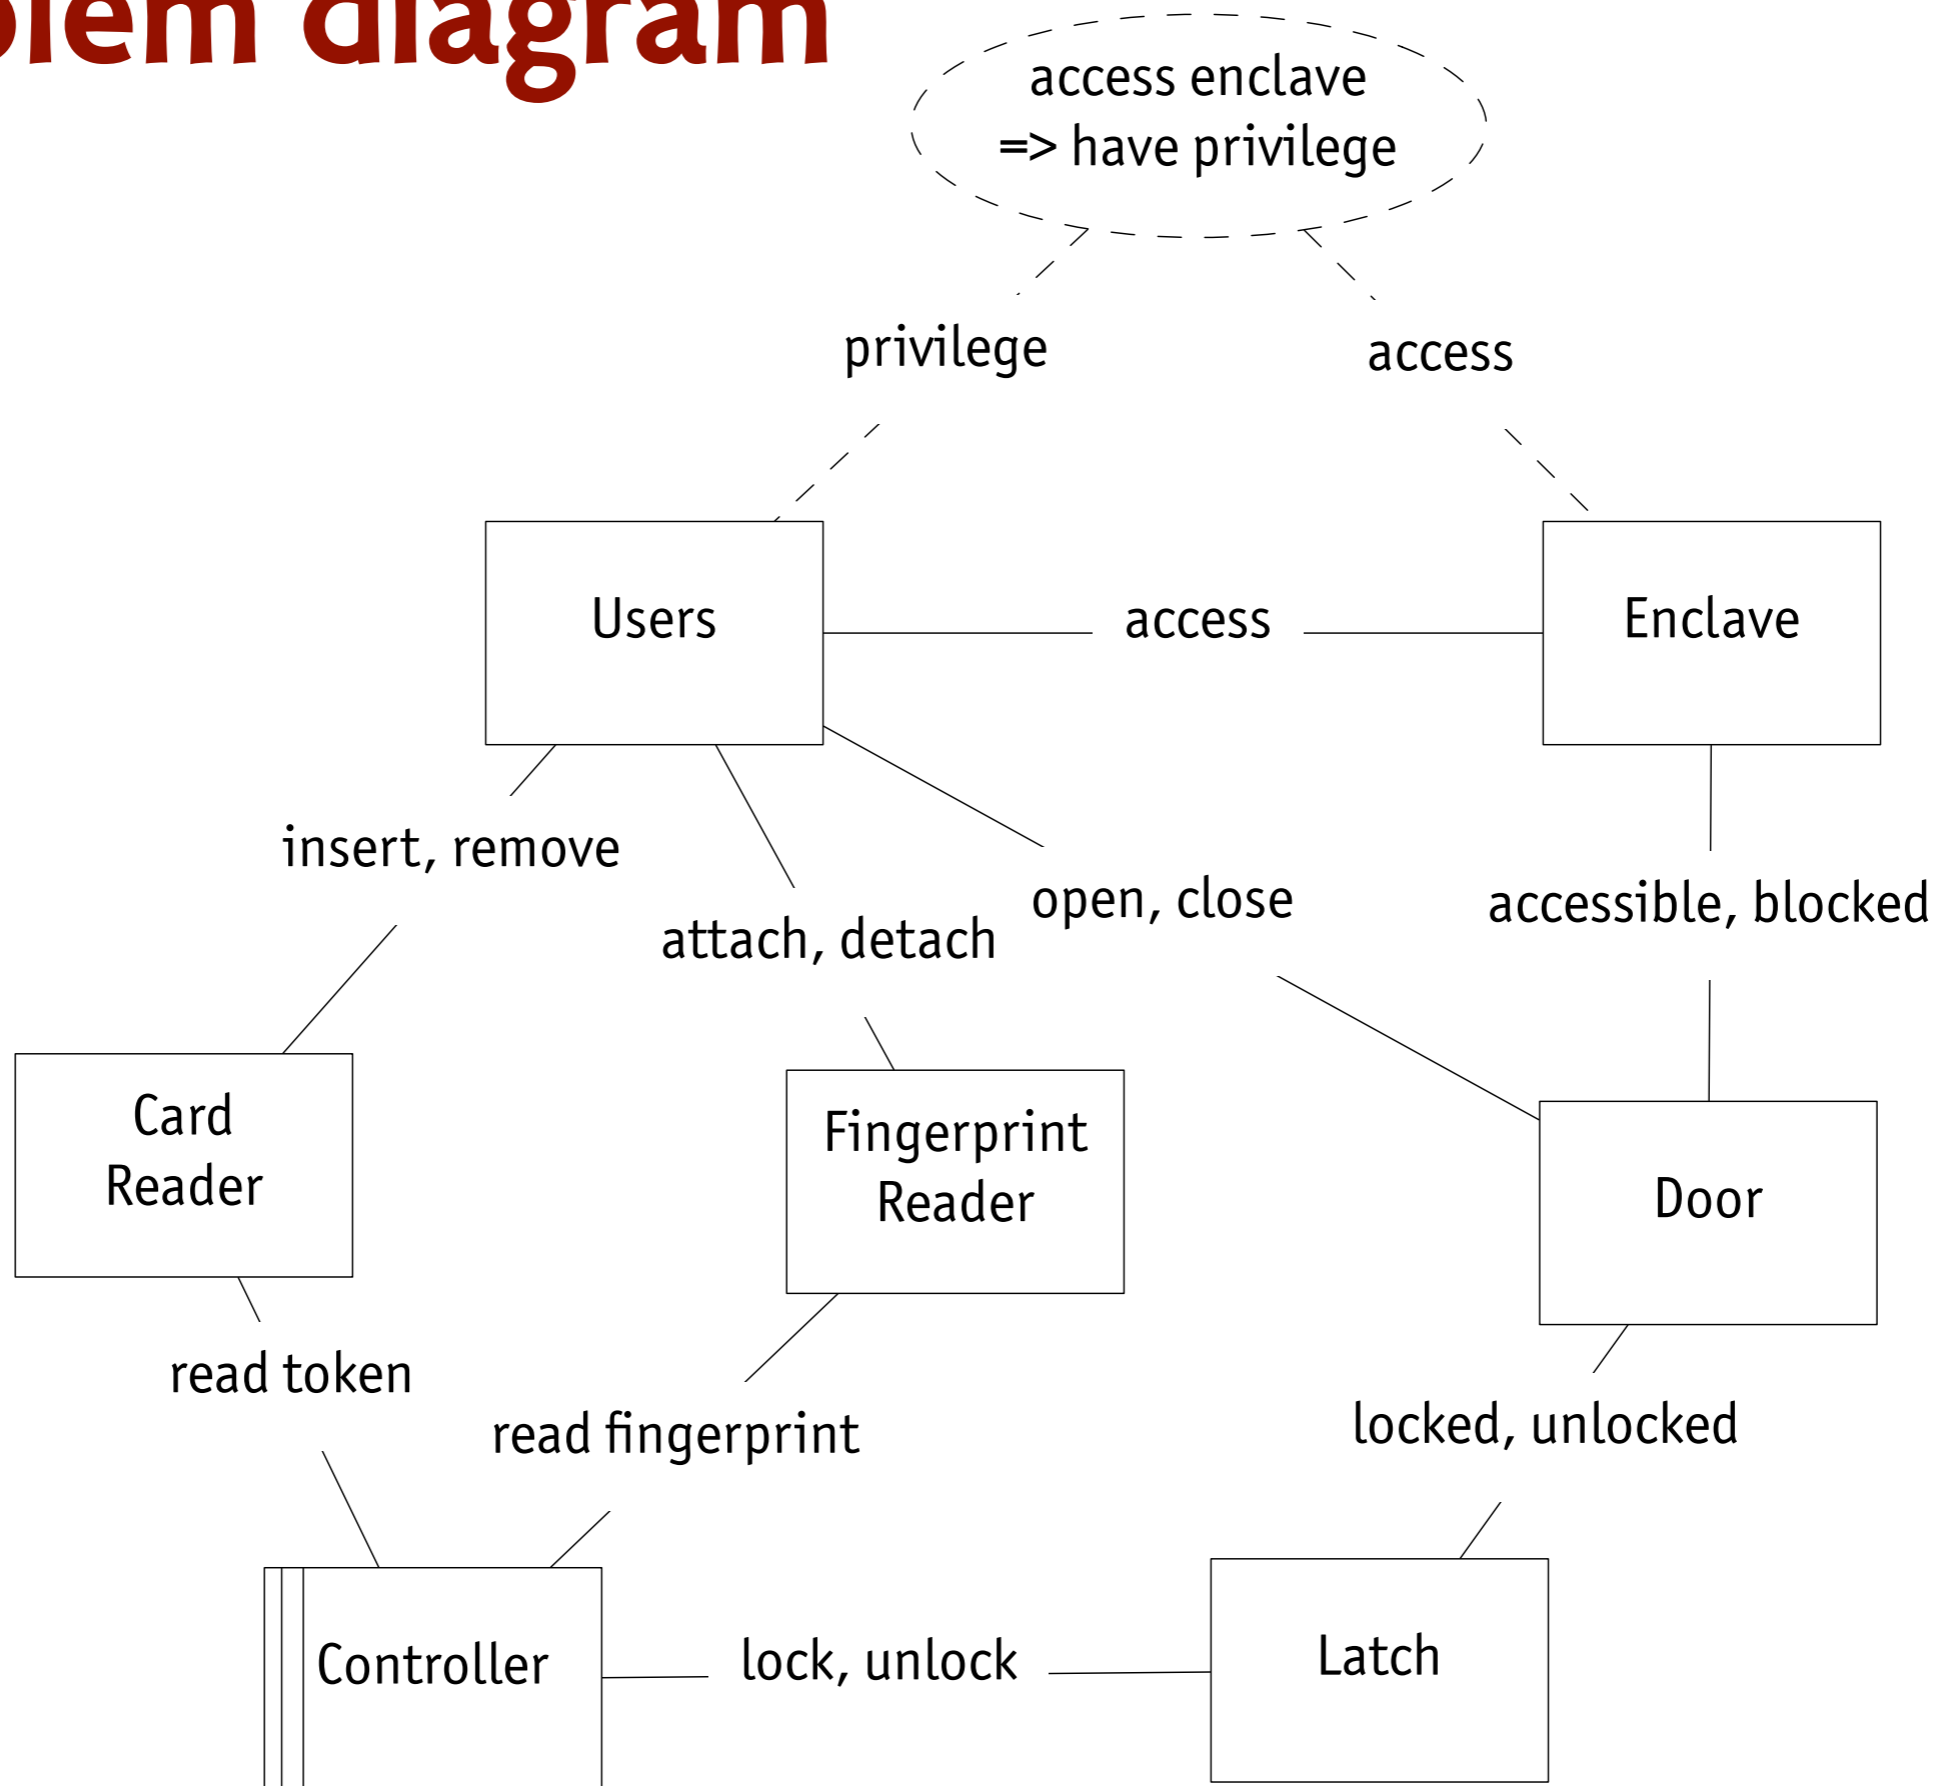 diagram
access enclave
=> have privilege
privilege
access
Users
access
Enclave
insert, remove
attach, detach
open, close
accessible, blocked
Card
Reader
Fingerprint
Reader
Door
read token
read fingerprint
locked, unlocked
Controller
lock, unlock
Latch